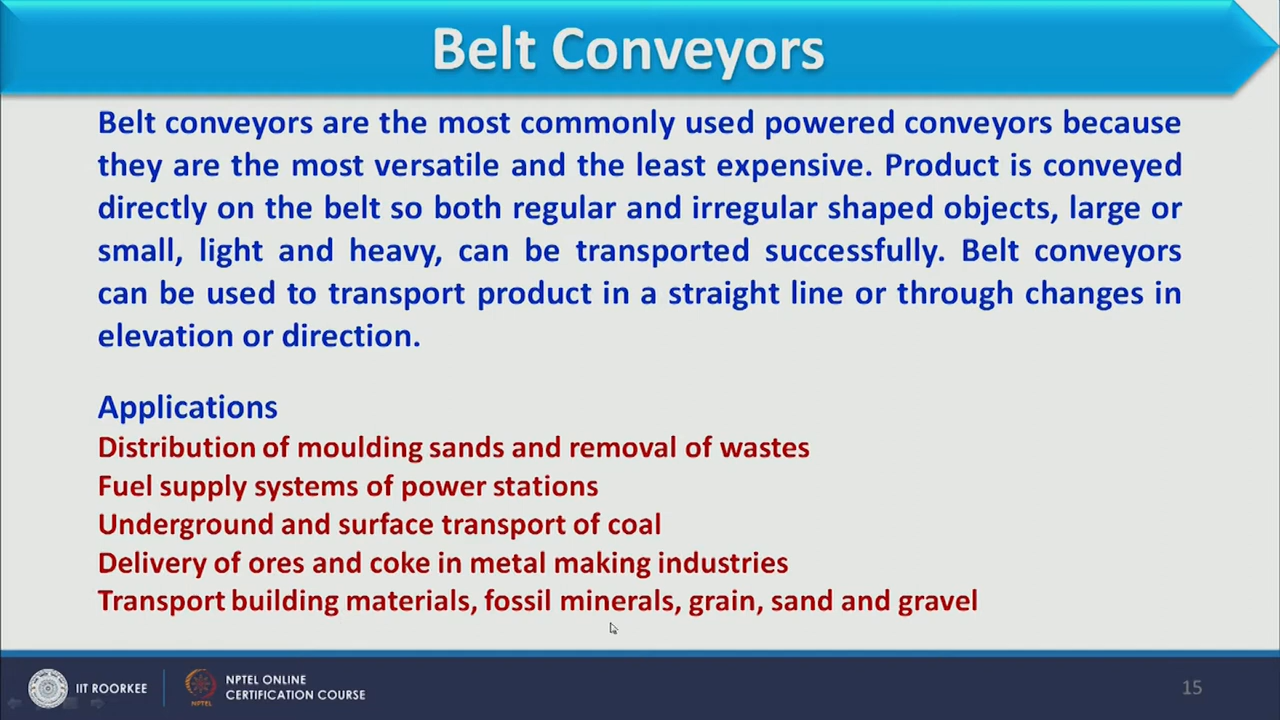 Belt Conveyors
Belt conveyors are the most commonly used powered conveyors because
they are the most versatile and the least expensive. Product is conveyed
directly on the belt so both regular and irregular shaped objects, large or
small, light and heavy, can be transported successfully. Belt conveyors
can be used to transport product in a straight line or through changes in
elevation or direction.
Applications
Distribution of moulding sands and removal of wastes
Fuel supply systems of power stations
Underground and surface transport of coal
Delivery of ores and coke in metal making industries
Transport building materials, fossil minerals, grain, sand and gravel
IIT ROORKEE
NPTEL
NPTEL ONLINE
CERTIFICATION COURSE
15